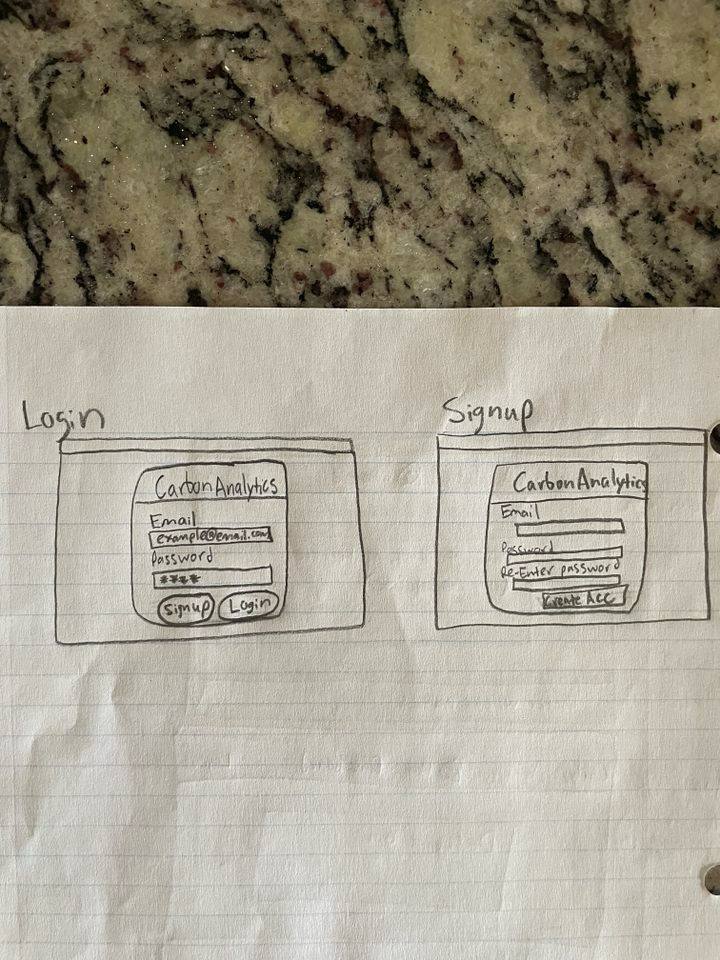 Login
CarbonAnalytics
Email
example@email.com
Password
****
Signup Login
Signup
CarbonAnalytics
Email
Password
Re-Enter password
Create Acc